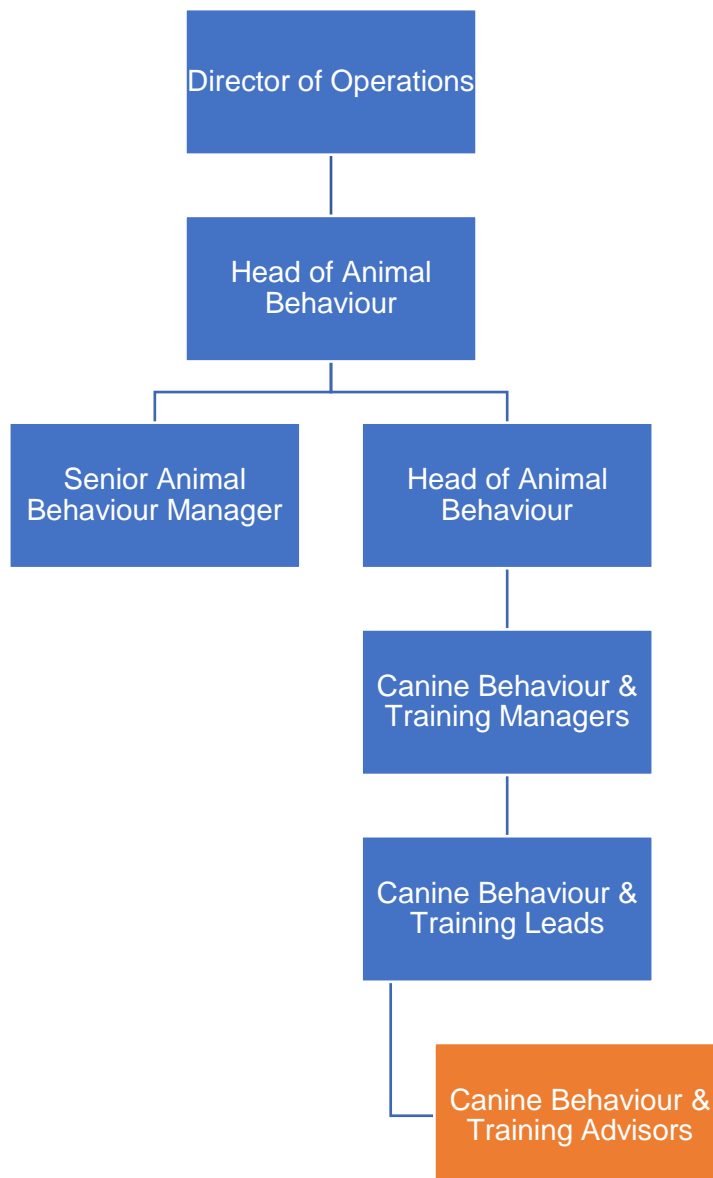 Director of Operations
Head of Animal
Behaviour
Senior Animal
Behaviour Manager
Head of Animal
Behaviour
Canine Behaviour &
Training Managers
Canine Behaviour &
Training Leads
Canine Behaviour &
Training Advisors